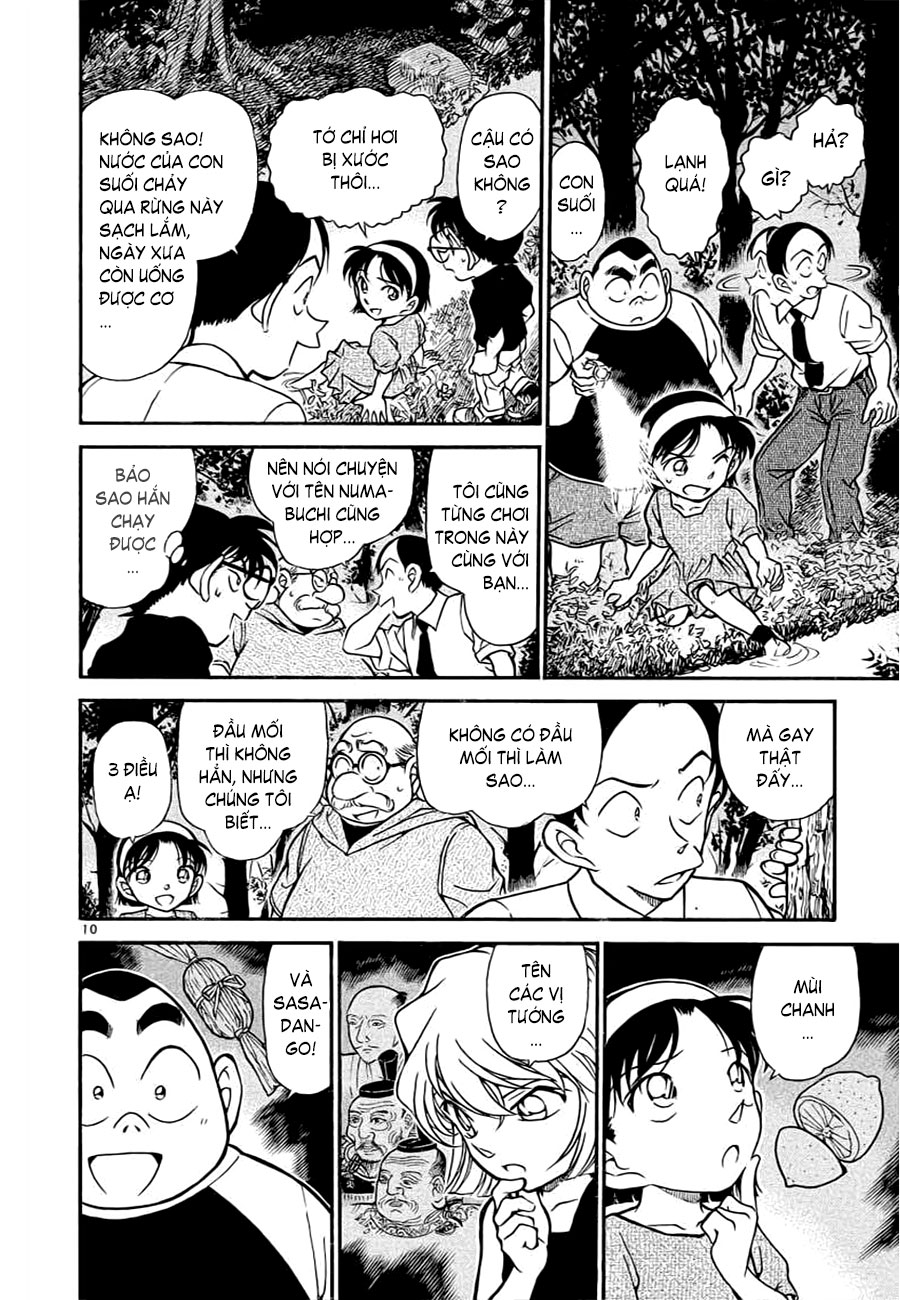 HẢ?
GÌ?
LẠNH
QUÁ!
CON
SUỐI
...
CẬU CÓ
SAO
KHÔNG
?
TỚ CHỈ HƠI
BỊ XƯỚC
THÔI...
KHÔNG SAO!
NƯỚC CỦA CON
SUỐI CHẢY
QUA RỪNG NÀY
SẠCH LẮM,
NGÀY XƯA
CÒN UỐNG
ĐƯỢC CƠ
...
TÔI CŨNG
TỪNG CHƠI
TRONG NÀY
CÙNG VỚI
BẠN...
NÊN NÓI CHUYỆN
VỚI TÊN NUMA-
BUCHI CŨNG
HỢP...
BẢO
SAO HẮN
CHẠY
ĐƯỢC
...
MÀ GAY
THẬT
ĐẤY...
KHÔNG CÓ ĐẦU
MỐI THÌ LÀM
SAO...
ĐẦU MỐI
THÌ KHÔNG
HẲN, NHƯNG
CHÚNG TÔI
BIẾT...
3 ĐIỀU
Ạ!
10
MÙI
CHANH
...
TÊN
CÁC VỊ
TƯỚNG
...
VÀ
SASA-
DAN-
GO!